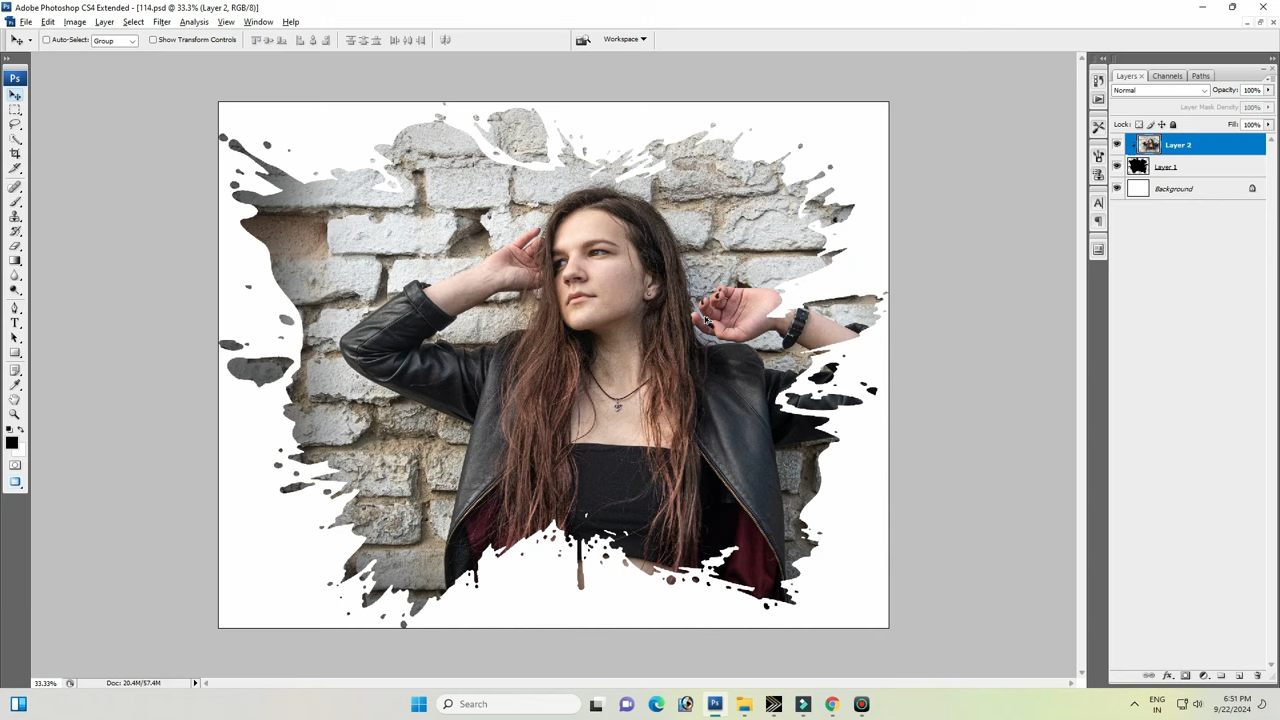 Adobe Photoshop CS4 Extended - [114.psd @ 33.3% (Layer 2, RGB/8)]
File Edit Image Layer Select Filter Analysis View Window Help
Auto-Select: Group Show Transform Controls Workspace
Ps
Layers Channels Paths
Normal Opacity: 100%
Layer Mask Density: 100%
Lock: Fill: 100%
Layer 2
Layer 1
Background
33.33% Doc: 20.4M/57.4M
Search
ENG
IN
6:51 PM
9/22/2024